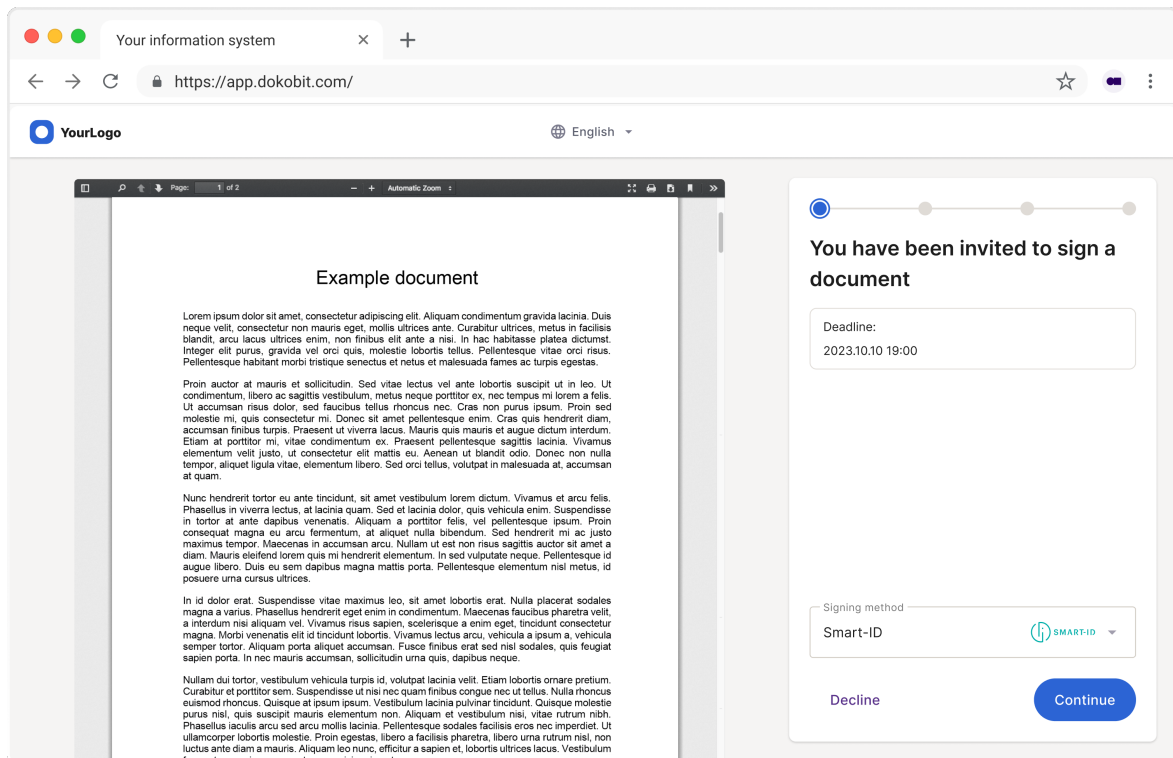 Your information system
https://app.dokobit.com/
YourLogo
English
Page: 1 of 2
Automatic Zoom
Example document
Lorem ipsum dolor sit amet, consectetur adipiscing elit. Aliquam condimentum gravida lacinia. Duis
neque velit, consectetur non mauris eget, mollis ultrices ante. Curabitur ultrices, metus in facilisis
blandit, arcu lacus ultrices enim, non finibus elit ante a nisi. In hac habitasse platea dictumst.
Integer elit purus, gravida vel orci quis, molestie lobortis tellus. Pellentesque vitae orci risus.
Pellentesque habitant morbi tristique senectus et netus et malesuada fames ac turpis egestas.
Proin auctor at mauris et sollicitudin. Sed vitae lectus vel ante lobortis suscipit ut in leo. Ut
condimentum, libero ac sagittis vestibulum, metus neque porttitor ex, nec tempus mi lorem a felis.
Ut accumsan risus dolor, sed faucibus tellus rhoncus nec. Cras non purus ipsum. Proin sed
molestie mi, quis consectetur mi. Donec sit amet pellentesque enim. Cras quis hendrerit diam,
accumsan finibus turpis. Praesent ut viverra lacus. Mauris quis mauris et augue dictum interdum.
Etiam at porttitor mi, vitae condimentum ex. Praesent pellentesque sagittis lacinia. Vivamus
elementum velit justo, ut consectetur elit mattis eu. Aenean ut blandit odio. Donec non nulla
tempor, aliquet ligula vitae, elementum libero. Sed orci tellus, volutpat in malesuada at, accumsan
at quam.
Nunc hendrerit tortor eu ante tincidunt, sit amet vestibulum lorem dictum. Vivamus et arcu felis.
Phasellus in viverra lectus, at lacinia quam. Sed et lacinia dolor, quis vehicula enim. Suspendisse
in tortor at ante dapibus venenatis. Aliquam a porttitor felis, vel pellentesque ipsum. Proin
consequat magna eu arcu fermentum, at aliquet nulla bibendum. Sed hendrerit mi ac justo
maximus tempor. Maecenas in accumsan arcu. Nullam ut est non risus sagittis auctor sit amet a
diam. Mauris eleifend lorem quis mi hendrerit elementum. In sed vulputate neque. Pellentesque id
augue libero. Duis eu sem dapibus magna mattis porta. Pellentesque elementum nisl metus, id
posuere urna cursus ultrices.
In id dolor erat. Suspendisse vitae maximus leo, sit amet lobortis erat. Nulla placerat sodales
magna a varius. Phasellus hendrerit eget enim in condimentum. Maecenas faucibus pharetra velit,
a interdum nisi aliquam vel. Vivamus risus sapien, scelerisque a enim eget, tincidunt consectetur
magna. Morbi venenatis elit id tincidunt lobortis. Vivamus lectus arcu, vehicula a ipsum a, vehicula
semper tortor. Aliquam porta aliquet accumsan. Fusce finibus erat sed nisl sodales, quis feugiat
sapien porta. In nec mauris accumsan, sollicitudin urna quis, dapibus neque.
Nullam dui tortor, vestibulum vehicula turpis id, volutpat lacinia velit. Etiam lobortis ornare pretium.
Curabitur et porttitor sem. Suspendisse ut nisi nec quam finibus congue nec ut tellus. Nulla rhoncus
euismod rhoncus. Quisque at ipsum ipsum. Vestibulum lacinia pulvinar tincidunt. Quisque molestie
purus nisl, quis suscipit mauris elementum non. Aliquam et vestibulum nisi, vitae rutrum nibh.
Phasellus iaculis arcu sed arcu mollis lacinia. Pellentesque sodales facilisis eros nec imperdiet. Ut
ullamcorper lobortis molestie. Proin egestas, libero a facilisis pharetra, libero urna rutrum nisl, non
luctus ante diam a mauris. Aliquam leo nunc, efficitur a sapien et, lobortis ultrices lacus. Vestibulum
You have been invited to sign a
document
Deadline:
2023.10.10 19:00
Signing method
Smart-ID
SMART-ID
Decline
Continue